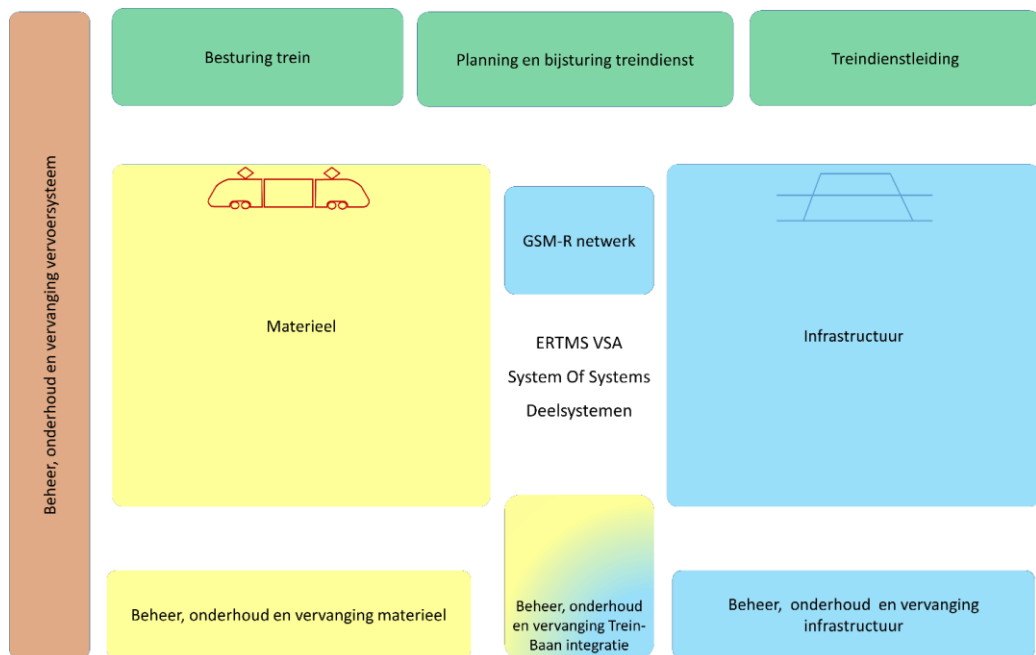 Beheer, onderhoud en vervanging vervoersysteem
Besturing trein
Planning en bijsturing treindienst
Treindienstleiding
Materieel
GSM-R netwerk
Infrastructuur
ERTMS VSA
System Of Systems
Deelsystemen
Beheer, onderhoud en vervanging materieel
Beheer, onderhoud
en vervanging Trein-
Baan integratie
Beheer, onderhoud en vervanging
infrastructuur